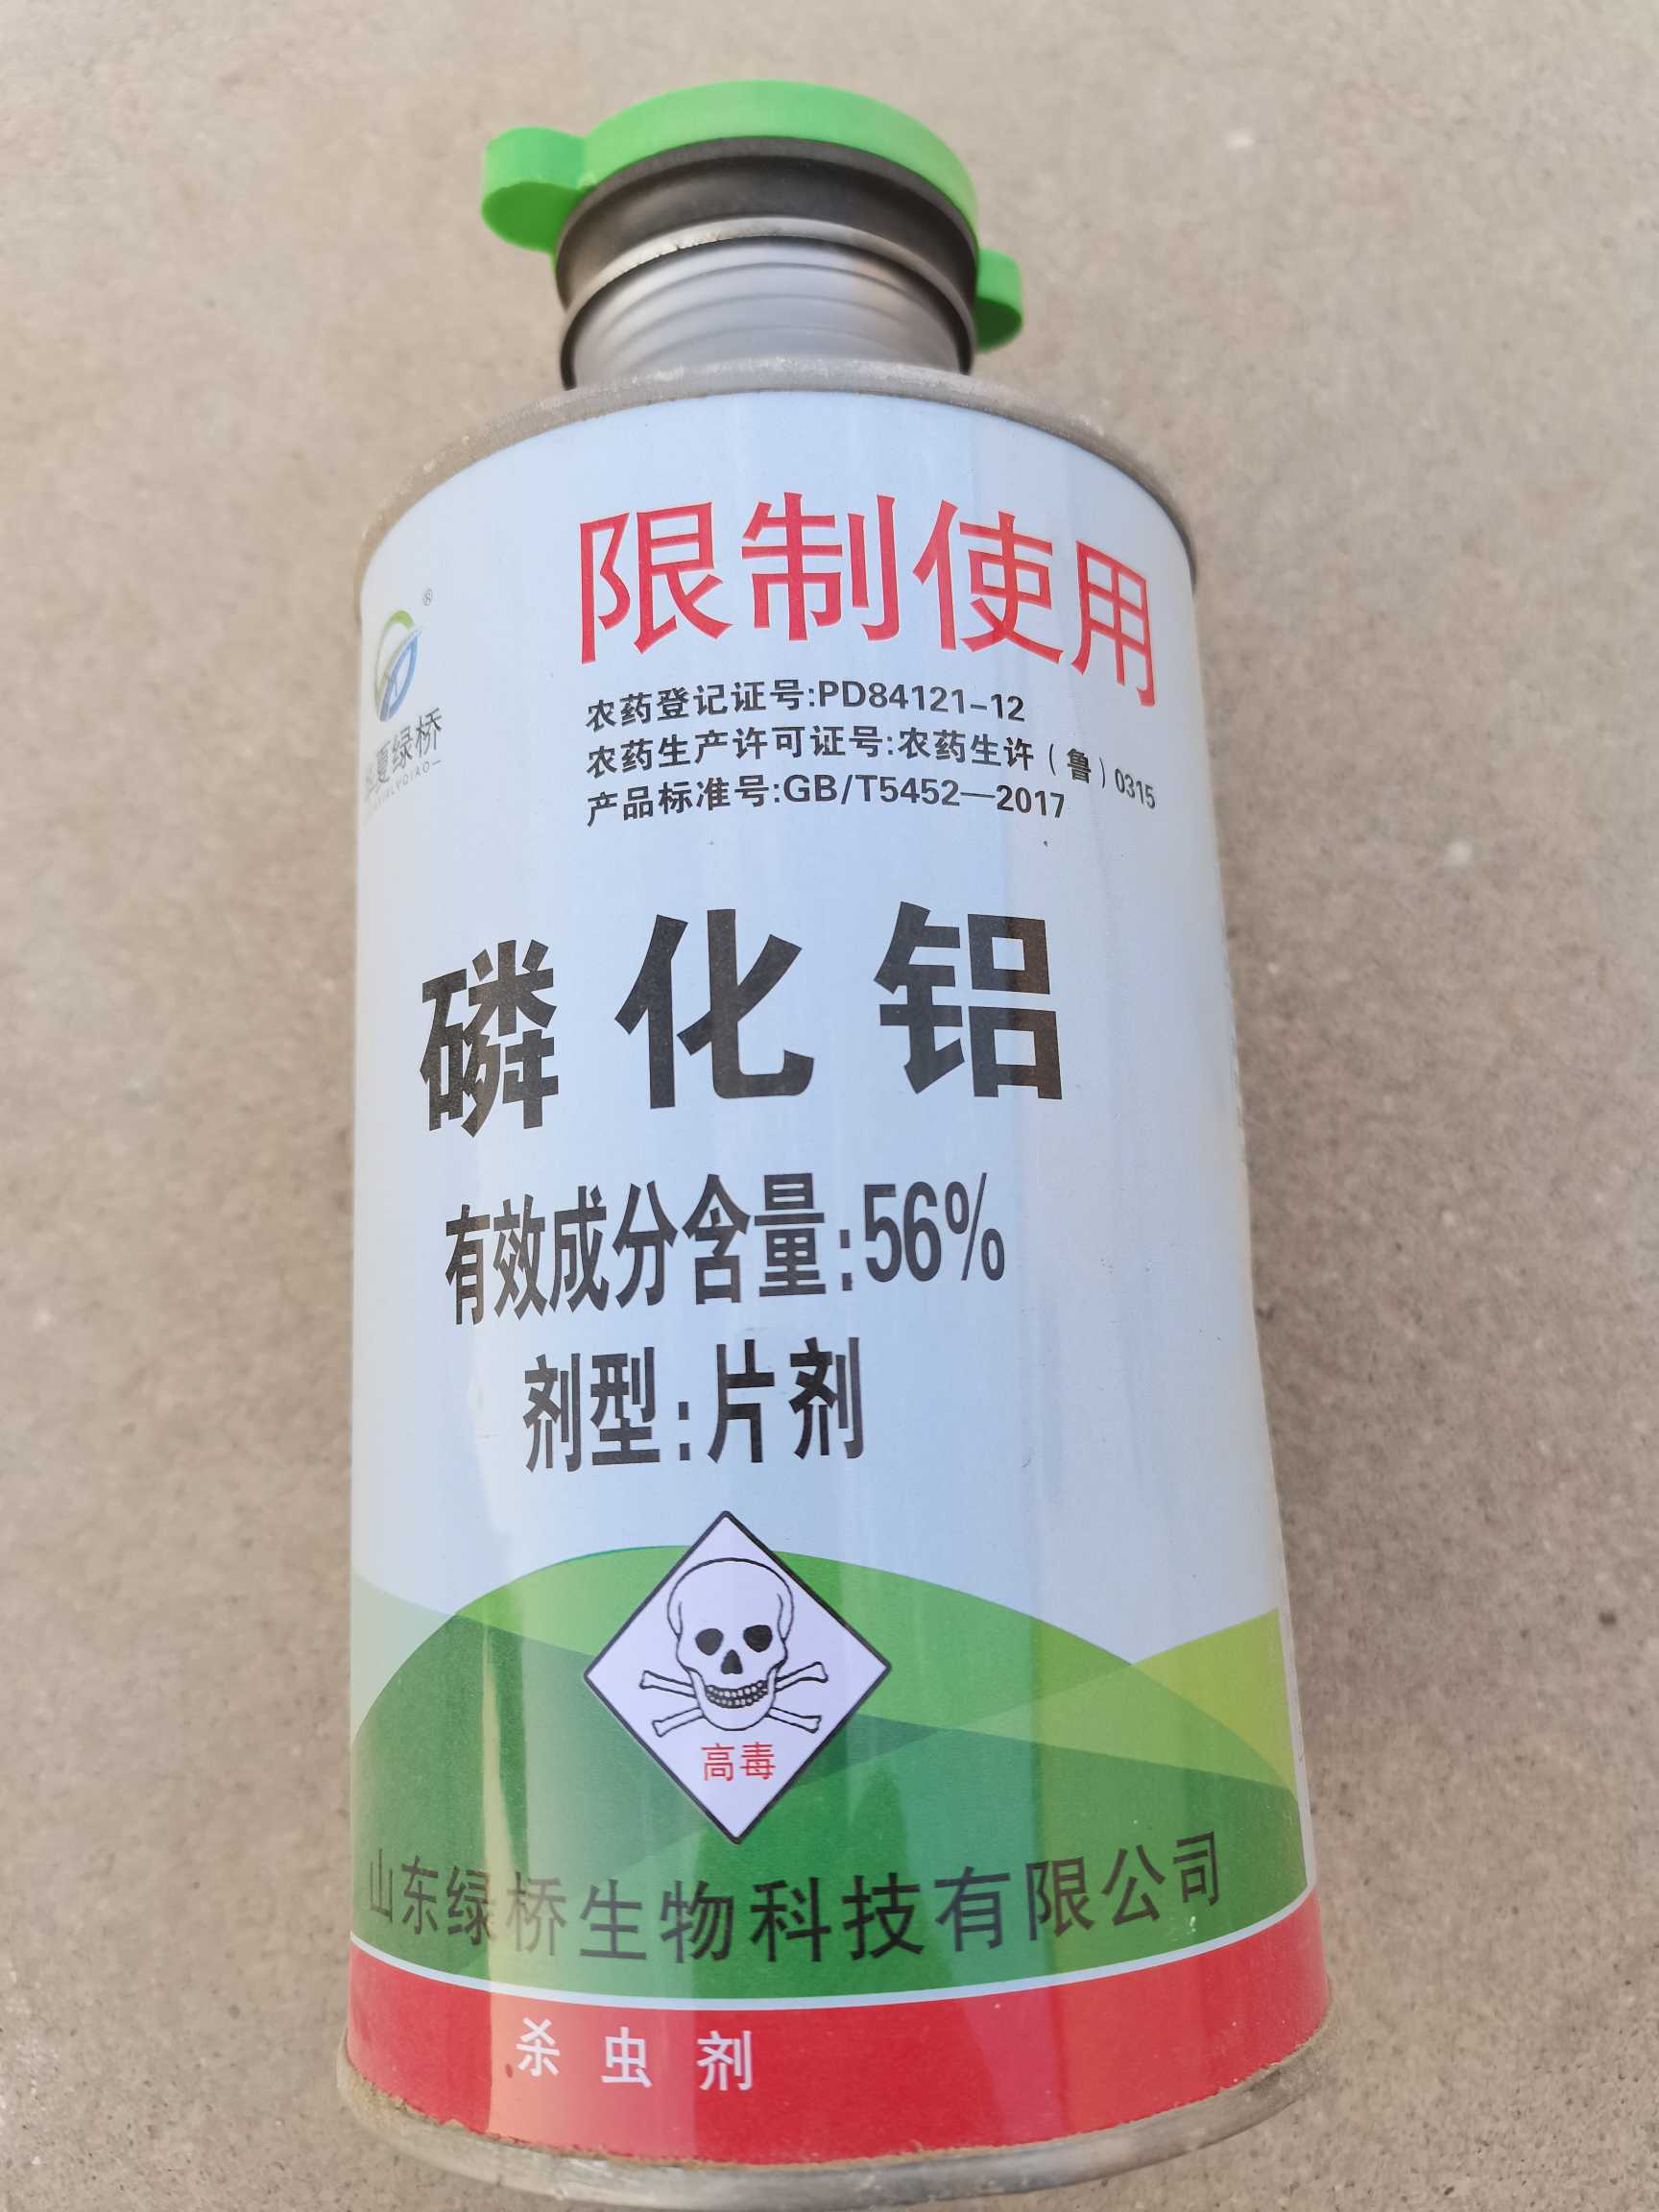 限制使用
农药登记证号:PD84121-12
农药生产许可证号:农药生许(鲁)0315
产品标准号:GB/T5452—2017
®
夏绿桥
磷化铝
有效成分含量:56%
剂型:片剂
高毒
山东绿桥生物科技有限公司
杀虫剂